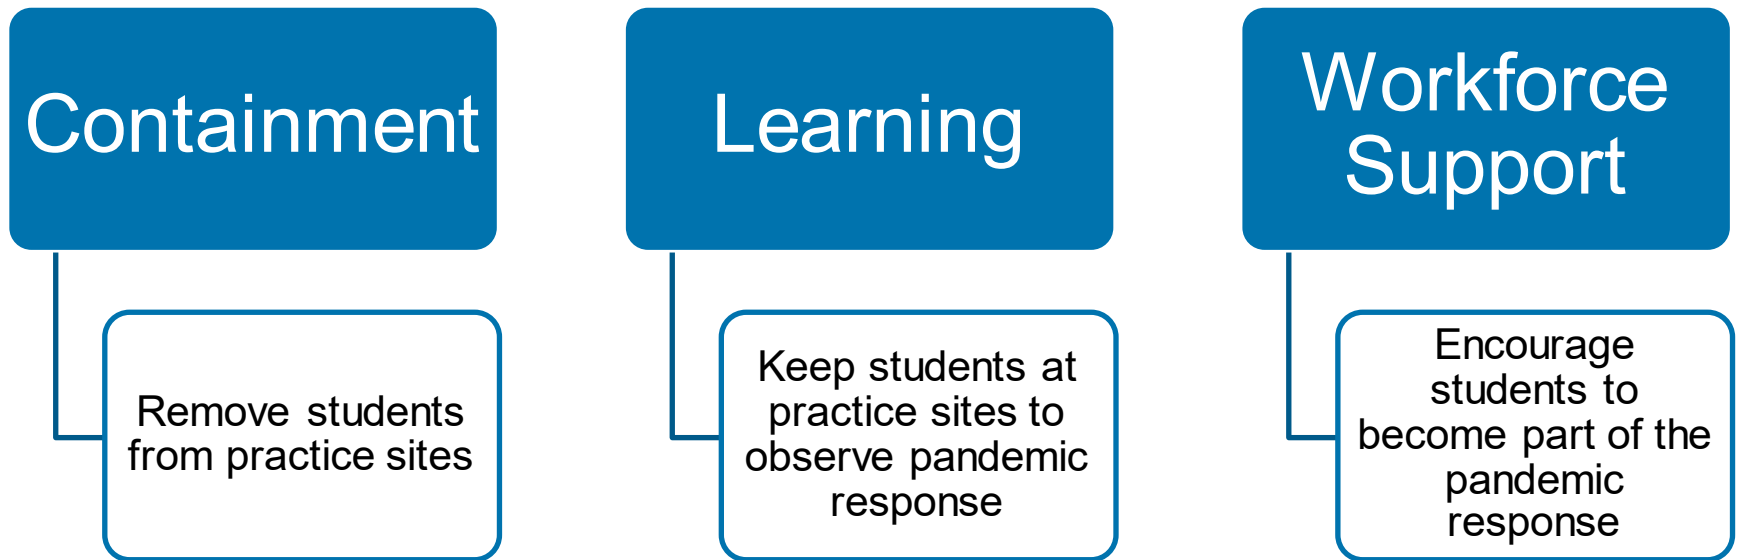 Containment
Remove students
from practice sites
Learning
Keep students at
practice sites to
observe pandemic
response
Workforce
Support
Encourage
students to
become part of the
pandemic
response